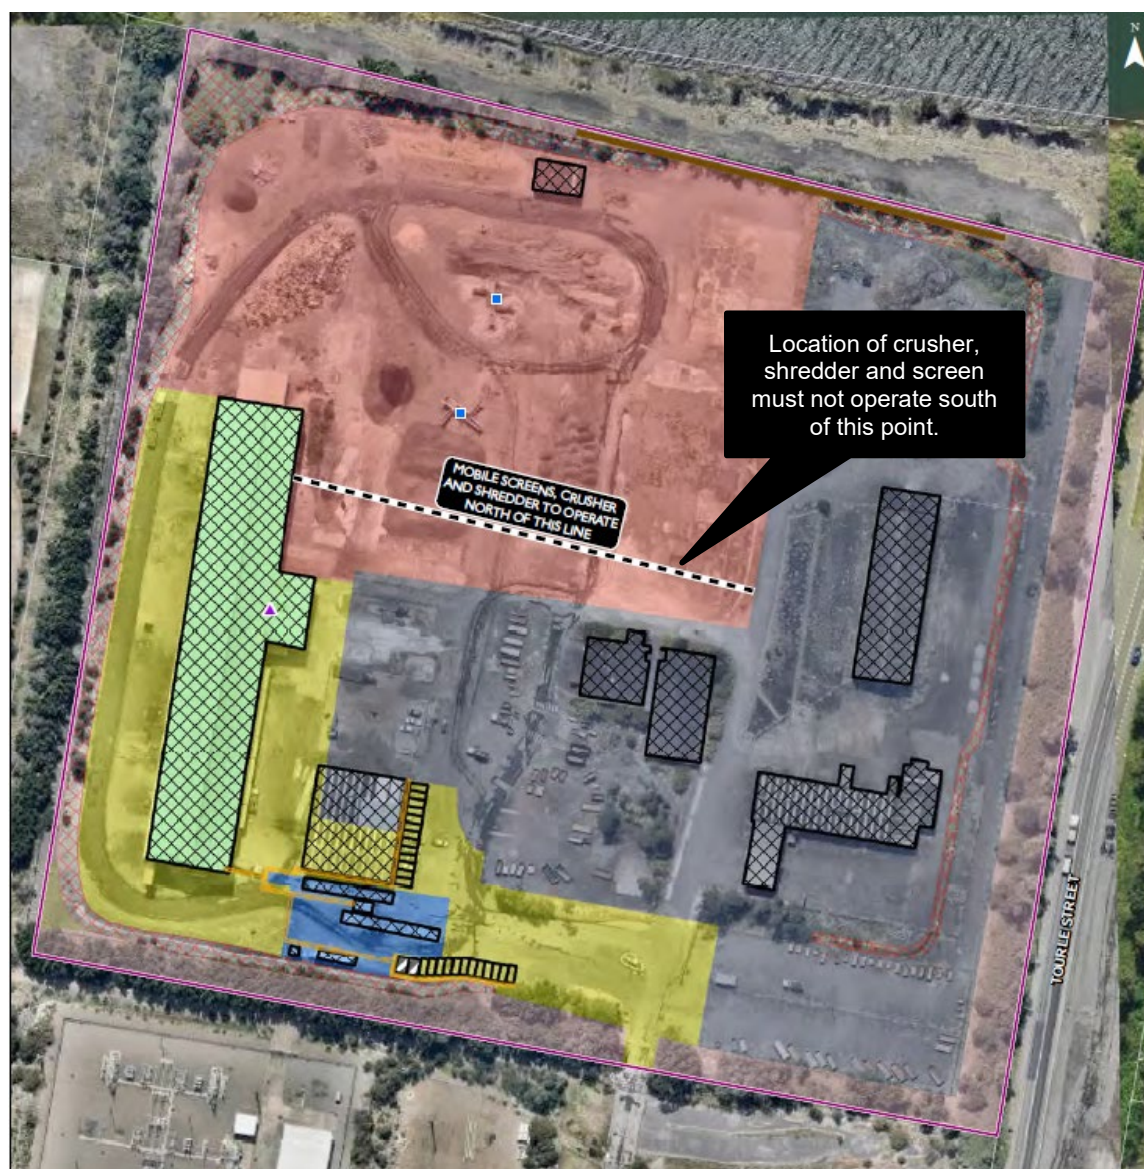 N
Location of crusher,
shredder and screen
must not operate south
of this point.
MOBILE SCREENS, CRUSHER
AND SHREDDER TO OPERATE
NORTH OF THIS LINE
TOURLE STREET